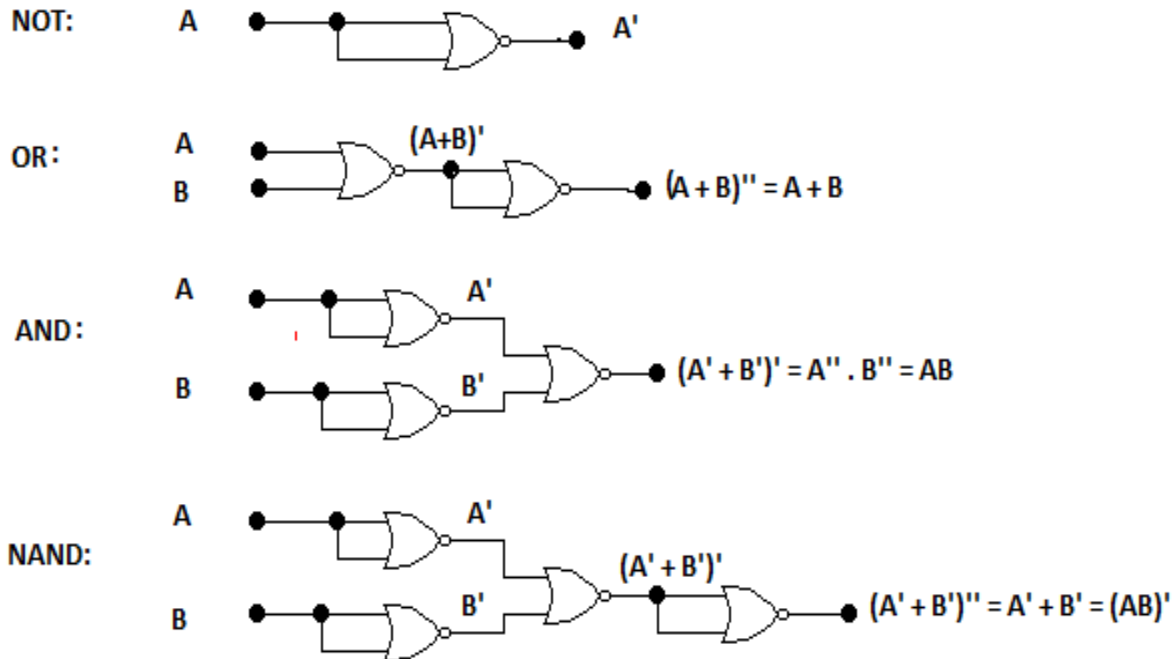 NOT: A A'
OR: A (A+B)'
B (A + B)'' = A + B
A A'
AND: (A' + B')' = A'' . B'' = AB
B B'
A A'
NAND: (A' + B')'
B B' (A' + B')'' = A' + B' = (AB)'